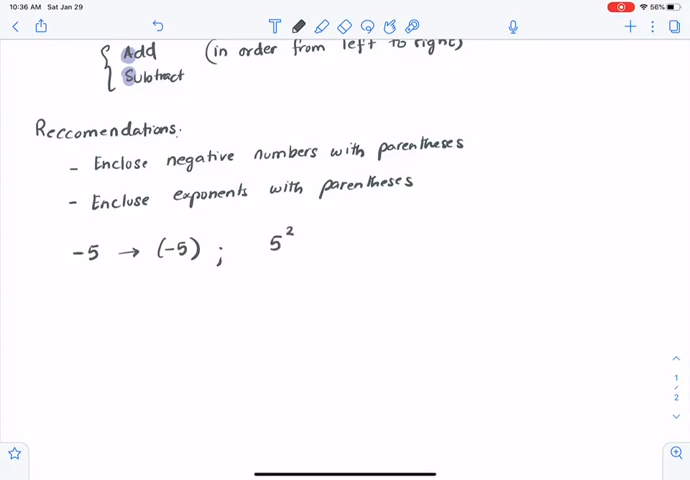 10:36 AM Sat Jan 29 56%
Add (in order from left to right)
Subtract
Reccomendations:
- Enclose negative numbers with parentheses
- Encluse exponents with parentheses
-5 → (-5) ; 5²
1
2